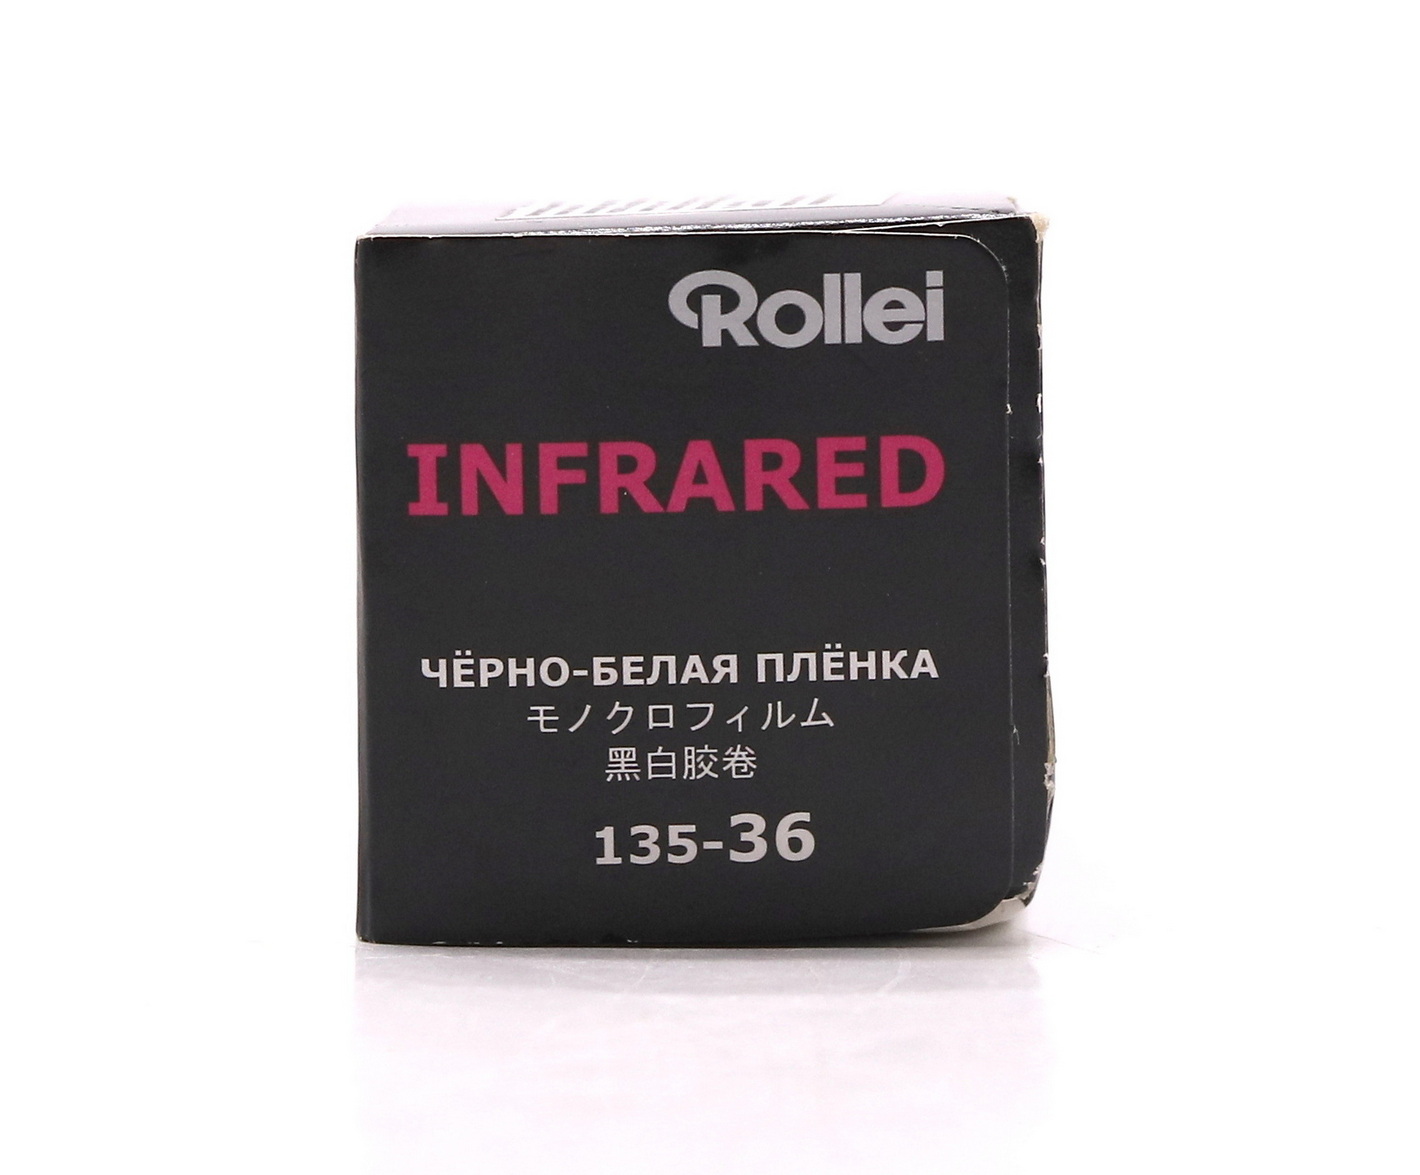 Rollei
INFRARED
ЧЁРНО-БЕЛАЯ ПЛЁНКА
モノクロフィルム
黑白胶卷
135-36